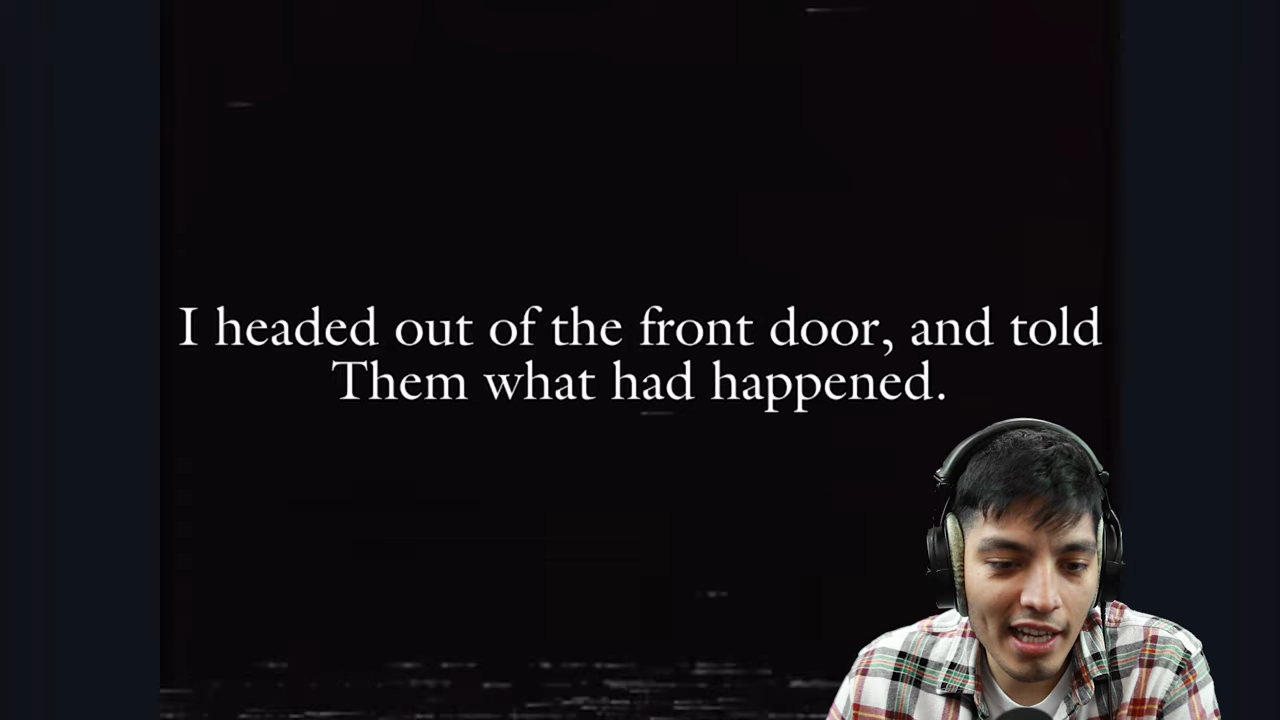 I headed out of the front door, and told
Them what had happened.